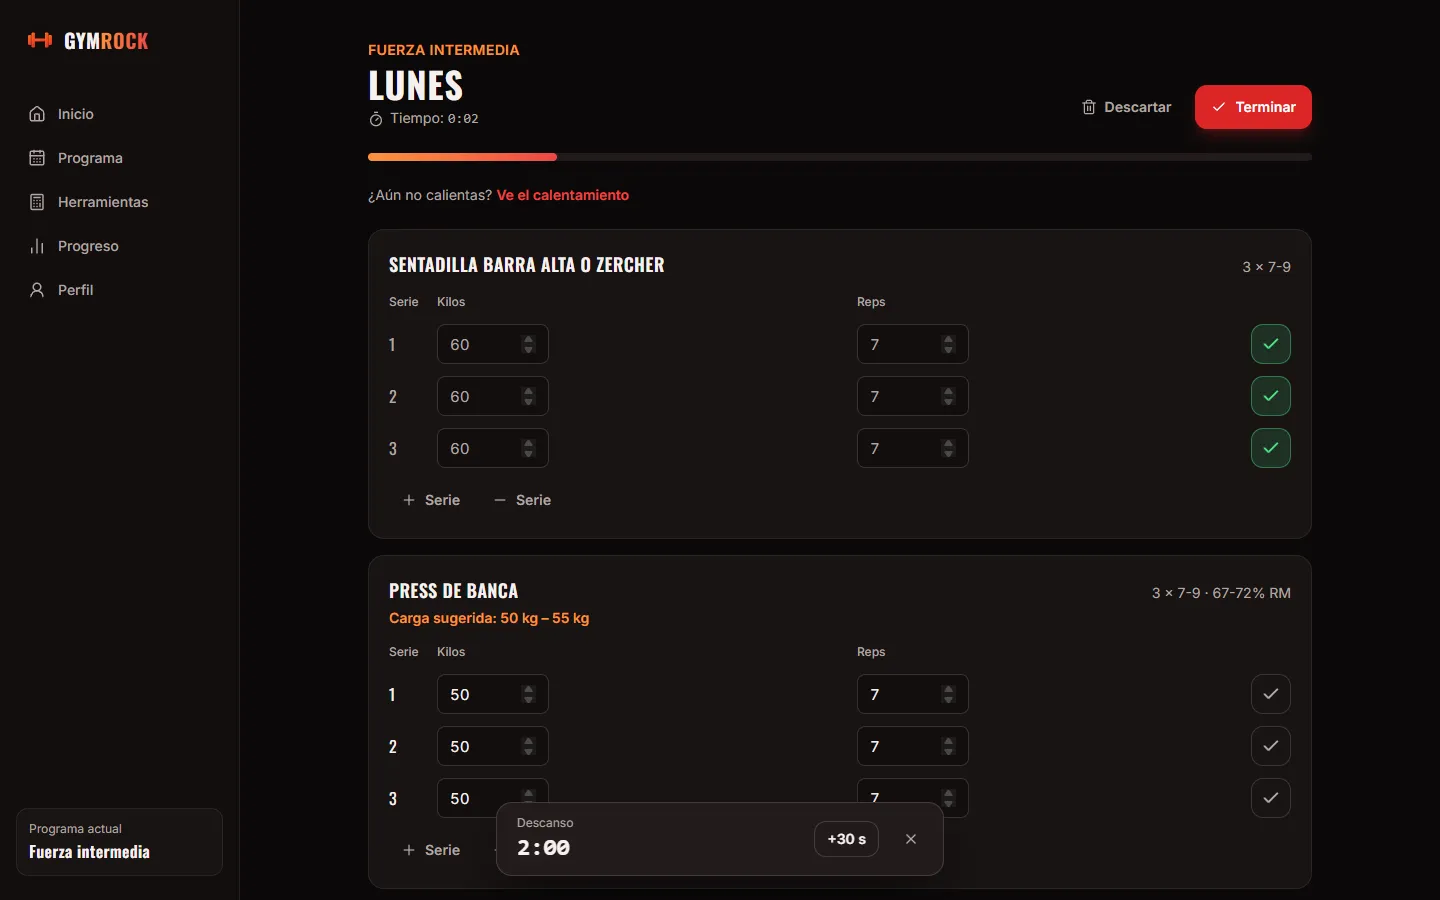 GYMROCK
Inicio
Programa
Herramientas
Progreso
Perfil
Programa actual
Fuerza intermedia
FUERZA INTERMEDIA
LUNES
Tiempo: 0:02
Descartar
Terminar
¿Aún no calientas? Ve el calentamiento
SENTADILLA BARRA ALTA O ZERCHER
3 × 7-9
Serie Kilos Reps
1 60 7
2 60 7
3 60 7
+ Serie − Serie
PRESS DE BANCA
3 × 7-9 · 67-72% RM
Carga sugerida: 50 kg – 55 kg
Serie Kilos Reps
1 50 7
2 50 7
3 50 7
+ Serie
Descanso
2:00
+30 s